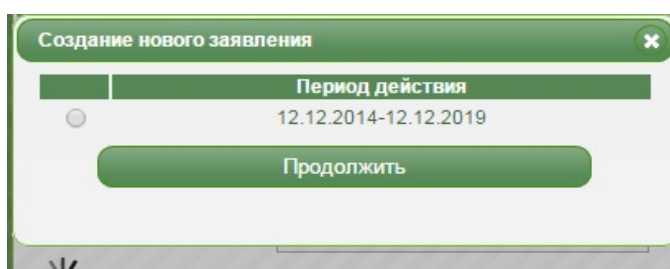 Создание нового заявления
Период действия
12.12.2014-12.12.2019
Продолжить